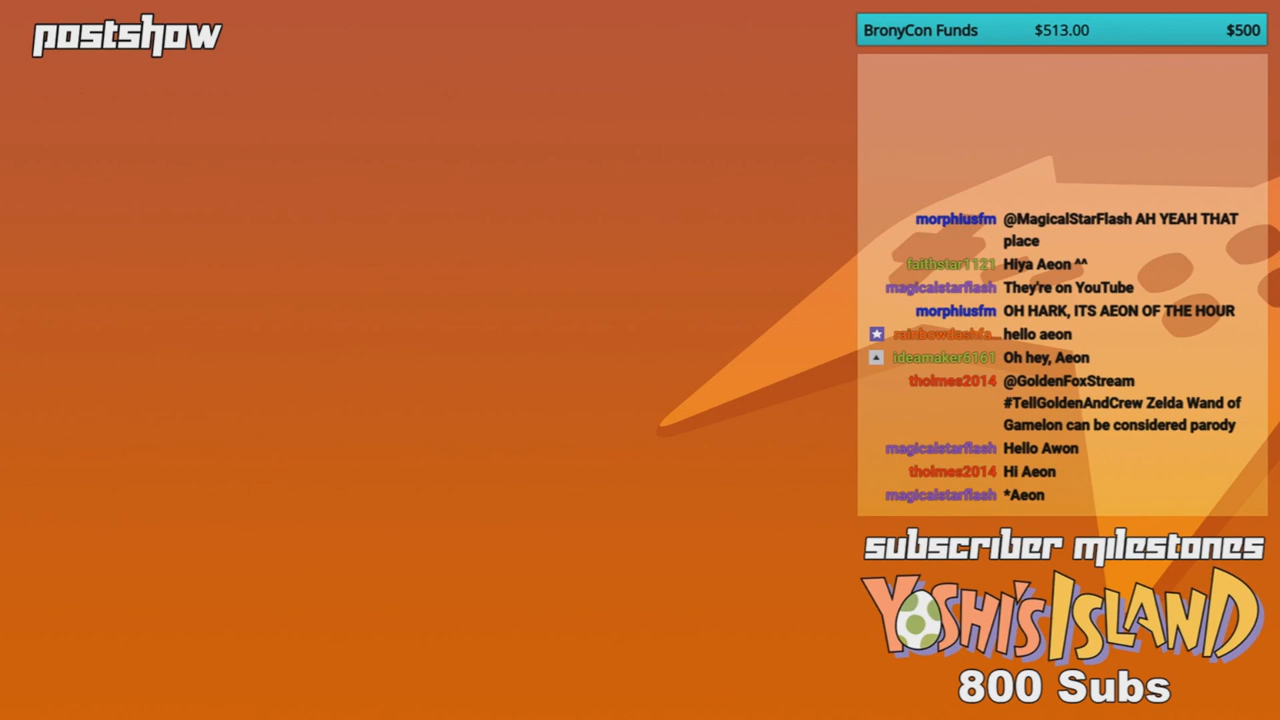 postshow
BronyCon Funds $513.00 $500
morphiusfm @MagicalStarFlash AH YEAH THAT
place
faithstar1121 Hiya Aeon ^^
magicalstarflash They're on YouTube
morphiusfm OH HARK, ITS AEON OF THE HOUR
rainbowdashfa... hello aeon
ideamaker6161 Oh hey, Aeon
tholmes2014 @GoldenFoxStream
#TellGoldenAndCrew Zelda Wand of
Gamelon can be considered parody
magicalstarflash Hello Awon
tholmes2014 Hi Aeon
magicalstarflash *Aeon
subscriber milestones
YOSHI'S ISLAND
800 Subs